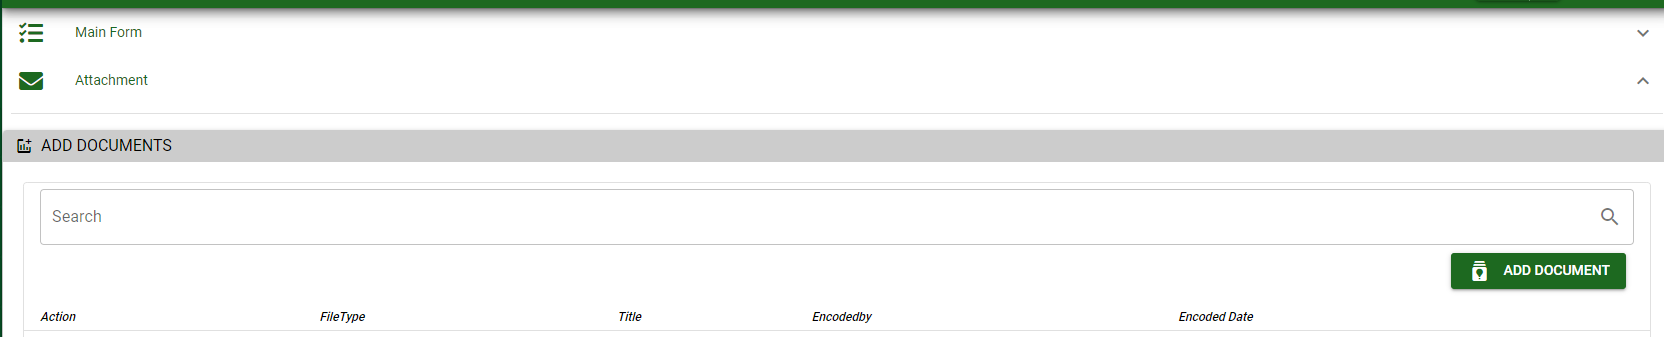 Main Form
Attachment
ADD DOCUMENTS
Search
ADD DOCUMENT
Action FileType Title Encodedby Encoded Date